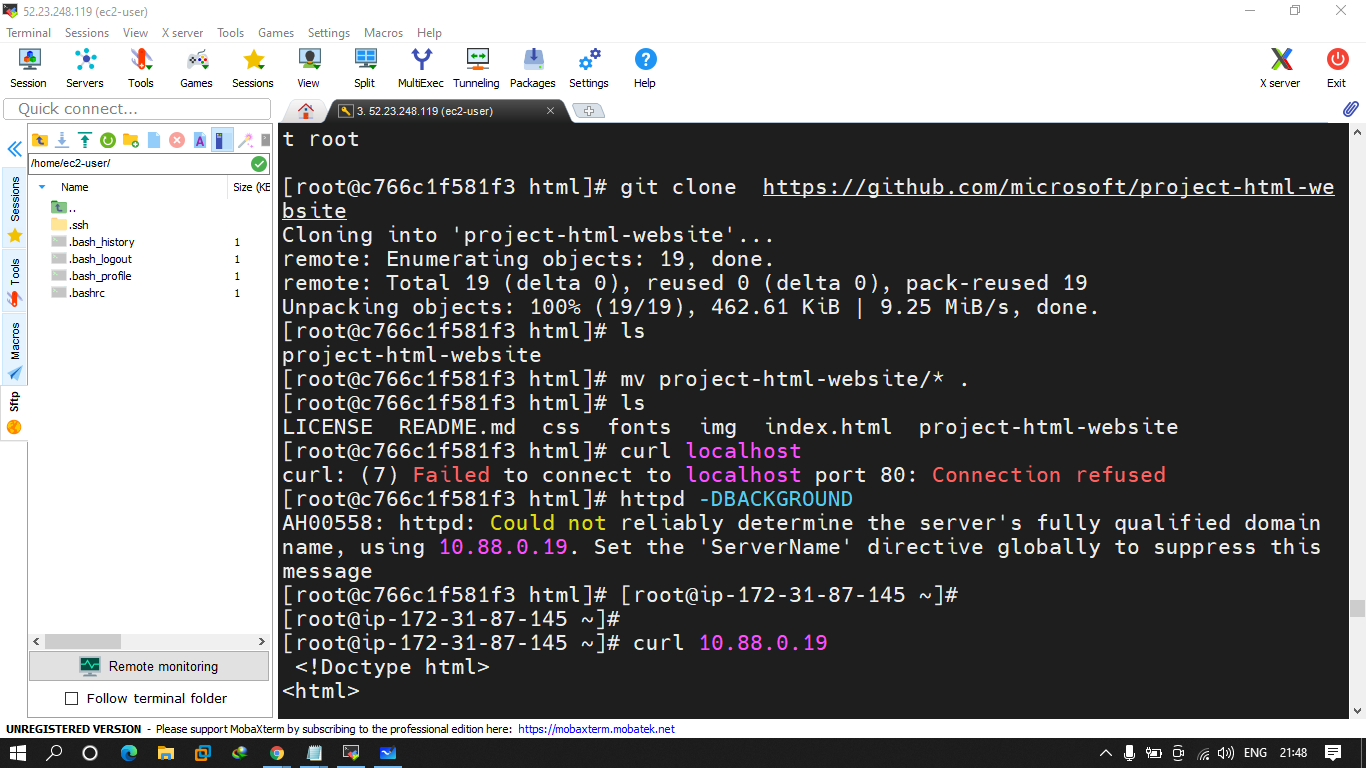 52.23.248.119 (ec2-user)
Terminal Sessions View X server Tools Games Settings Macros Help
Session Servers Tools Games Sessions View Split MultiExec Tunneling Packages Settings Help X server Exit
Quick connect...
3. 52.23.248.119 (ec2-user)
/home/ec2-user/
Name Size (KB
..
.ssh
.bash_history 1
.bash_logout 1
.bash_profile 1
.bashrc 1
Sessions
Tools
Macros
Sftp
Remote monitoring
Follow terminal folder
t root
[root@c766c1f581f3 html]# git clone  https://github.com/microsoft/project-html-we
bsite
Cloning into 'project-html-website'...
remote: Enumerating objects: 19, done.
remote: Total 19 (delta 0), reused 0 (delta 0), pack-reused 19
Unpacking objects: 100% (19/19), 462.61 KiB | 9.25 MiB/s, done.
[root@c766c1f581f3 html]# ls
project-html-website
[root@c766c1f581f3 html]# mv project-html-website/* .
[root@c766c1f581f3 html]# ls
LICENSE  README.md  css  fonts  img  index.html  project-html-website
[root@c766c1f581f3 html]# curl localhost
curl: (7) Failed to connect to localhost port 80: Connection refused
[root@c766c1f581f3 html]# httpd -DBACKGROUND
AH00558: httpd: Could not reliably determine the server's fully qualified domain
name, using 10.88.0.19. Set the 'ServerName' directive globally to suppress this
message
[root@c766c1f581f3 html]# [root@ip-172-31-87-145 ~]#
[root@ip-172-31-87-145 ~]#
[root@ip-172-31-87-145 ~]# curl 10.88.0.19
<!Doctype html>
<html>
UNREGISTERED VERSION - Please support MobaXterm by subscribing to the professional edition here: https://mobaxterm.mobatek.net
ENG 21:48